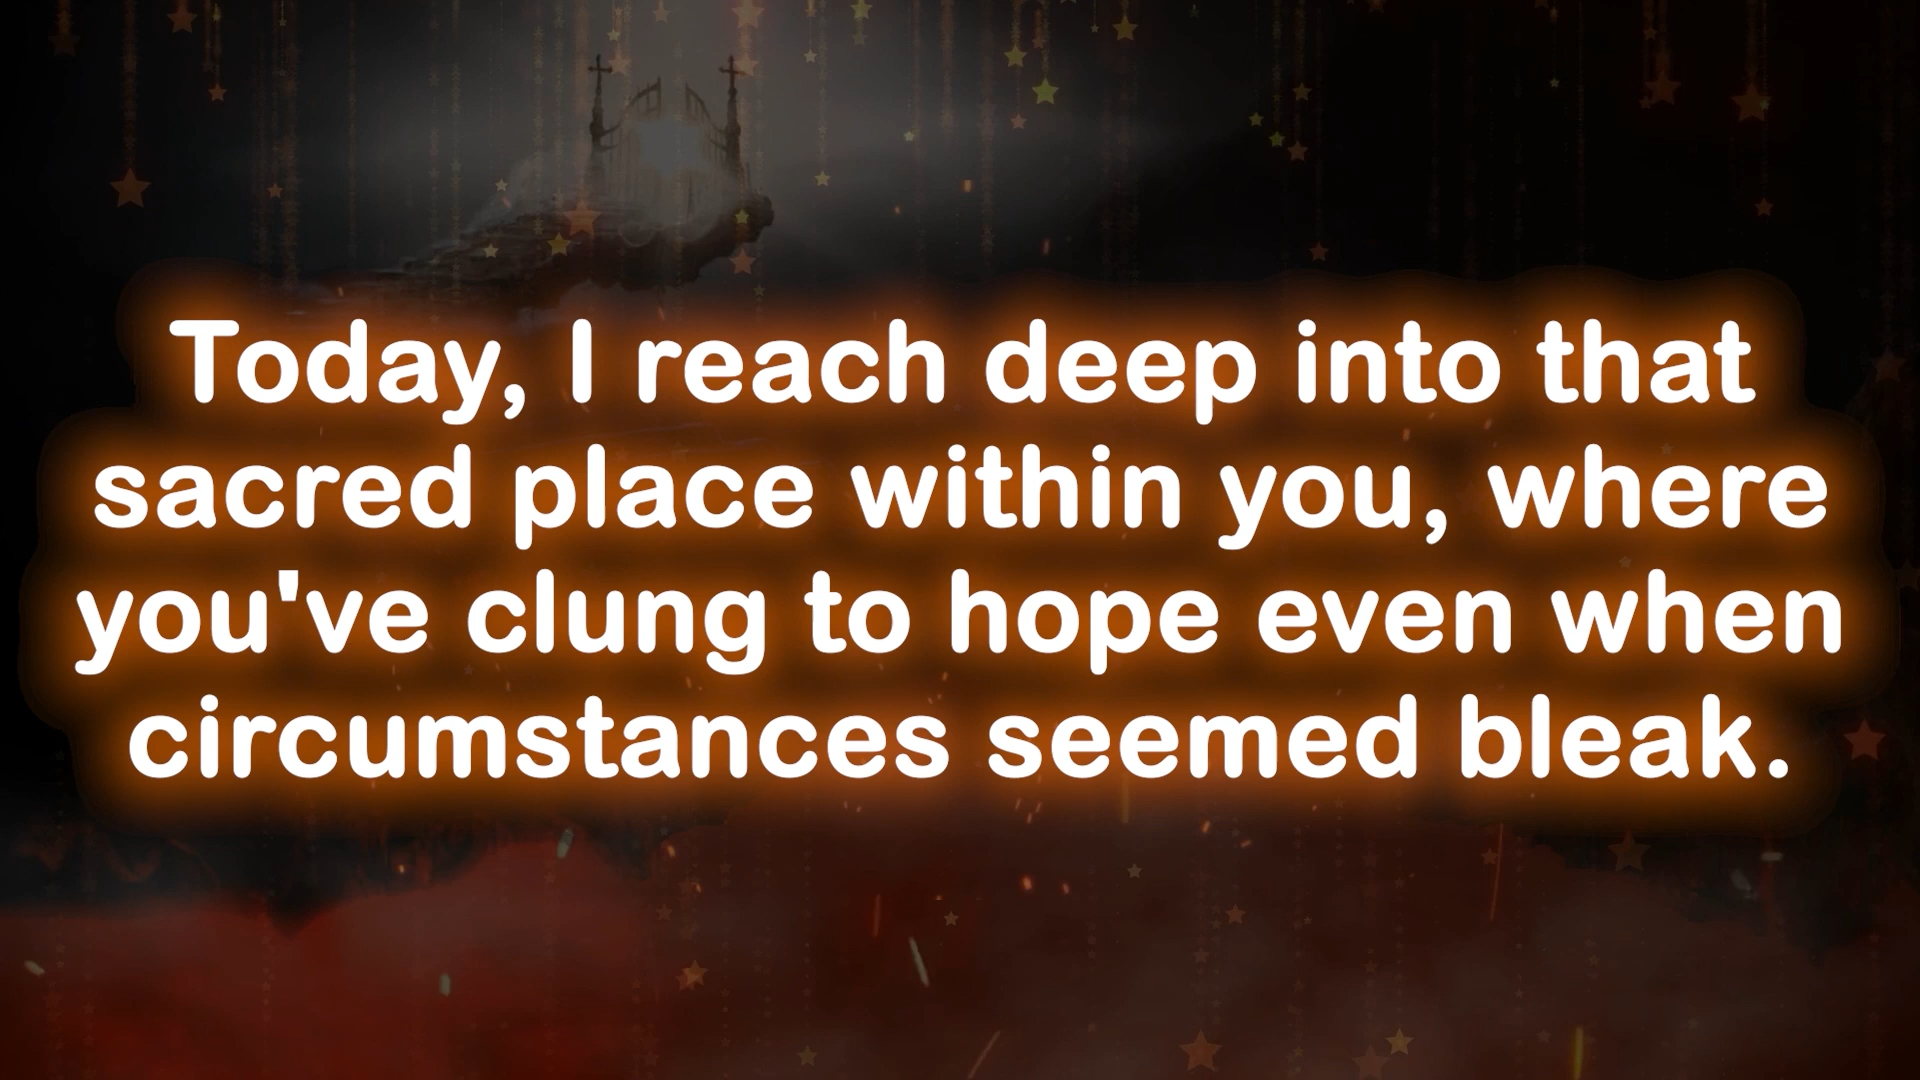 Today, I reach deep into that
sacred place within you, where
you've clung to hope even when
circumstances seemed bleak.